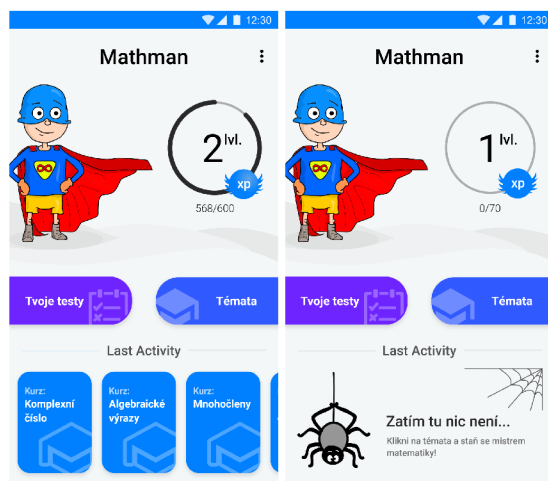 12:30
Mathman
2 lvl.
xp
568/600
Tvoje testy
Témata
Last Activity
Kurz:
Komplexní
číslo
Kurz:
Algebraické
výrazy
Kurz:
Mnohočleny
12:30
Mathman
1 lvl.
xp
0/70
Tvoje testy
Témata
Last Activity
Zatím tu nic není...
Klikni na témata a staň se mistrem
matematiky!